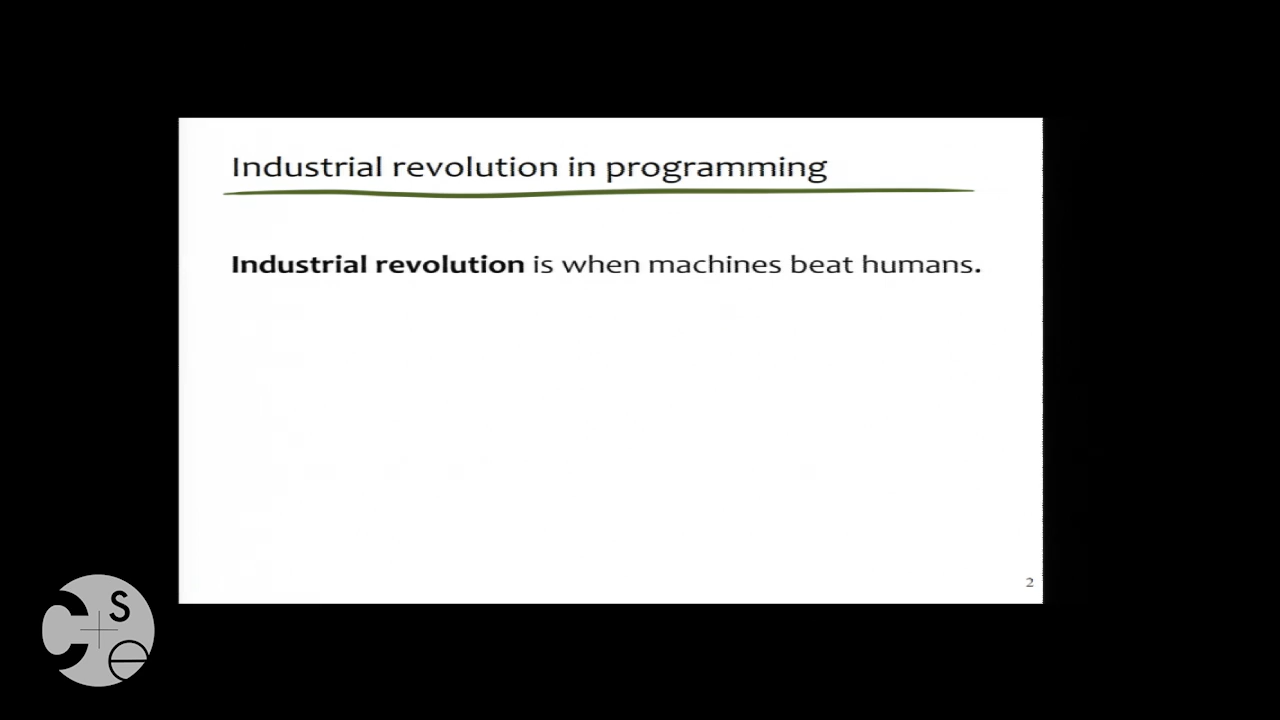 Industrial revolution in programming
Industrial revolution is when machines beat humans.
2
c s e